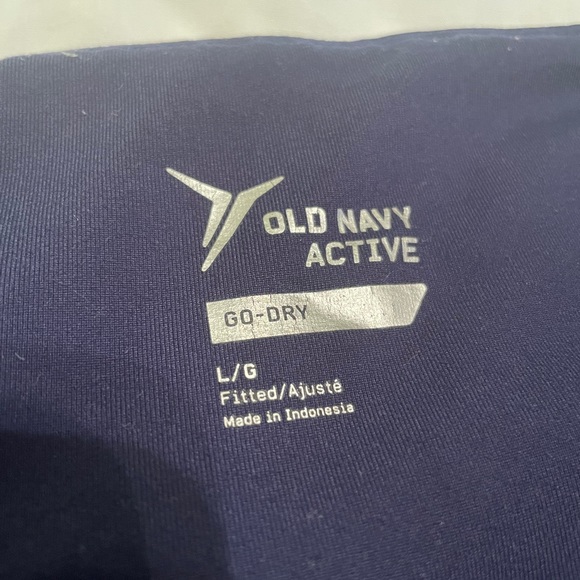 OLD NAVY
ACTIVE
GO-DRY
L/G
Fitted/Ajusté
Made in Indonesia